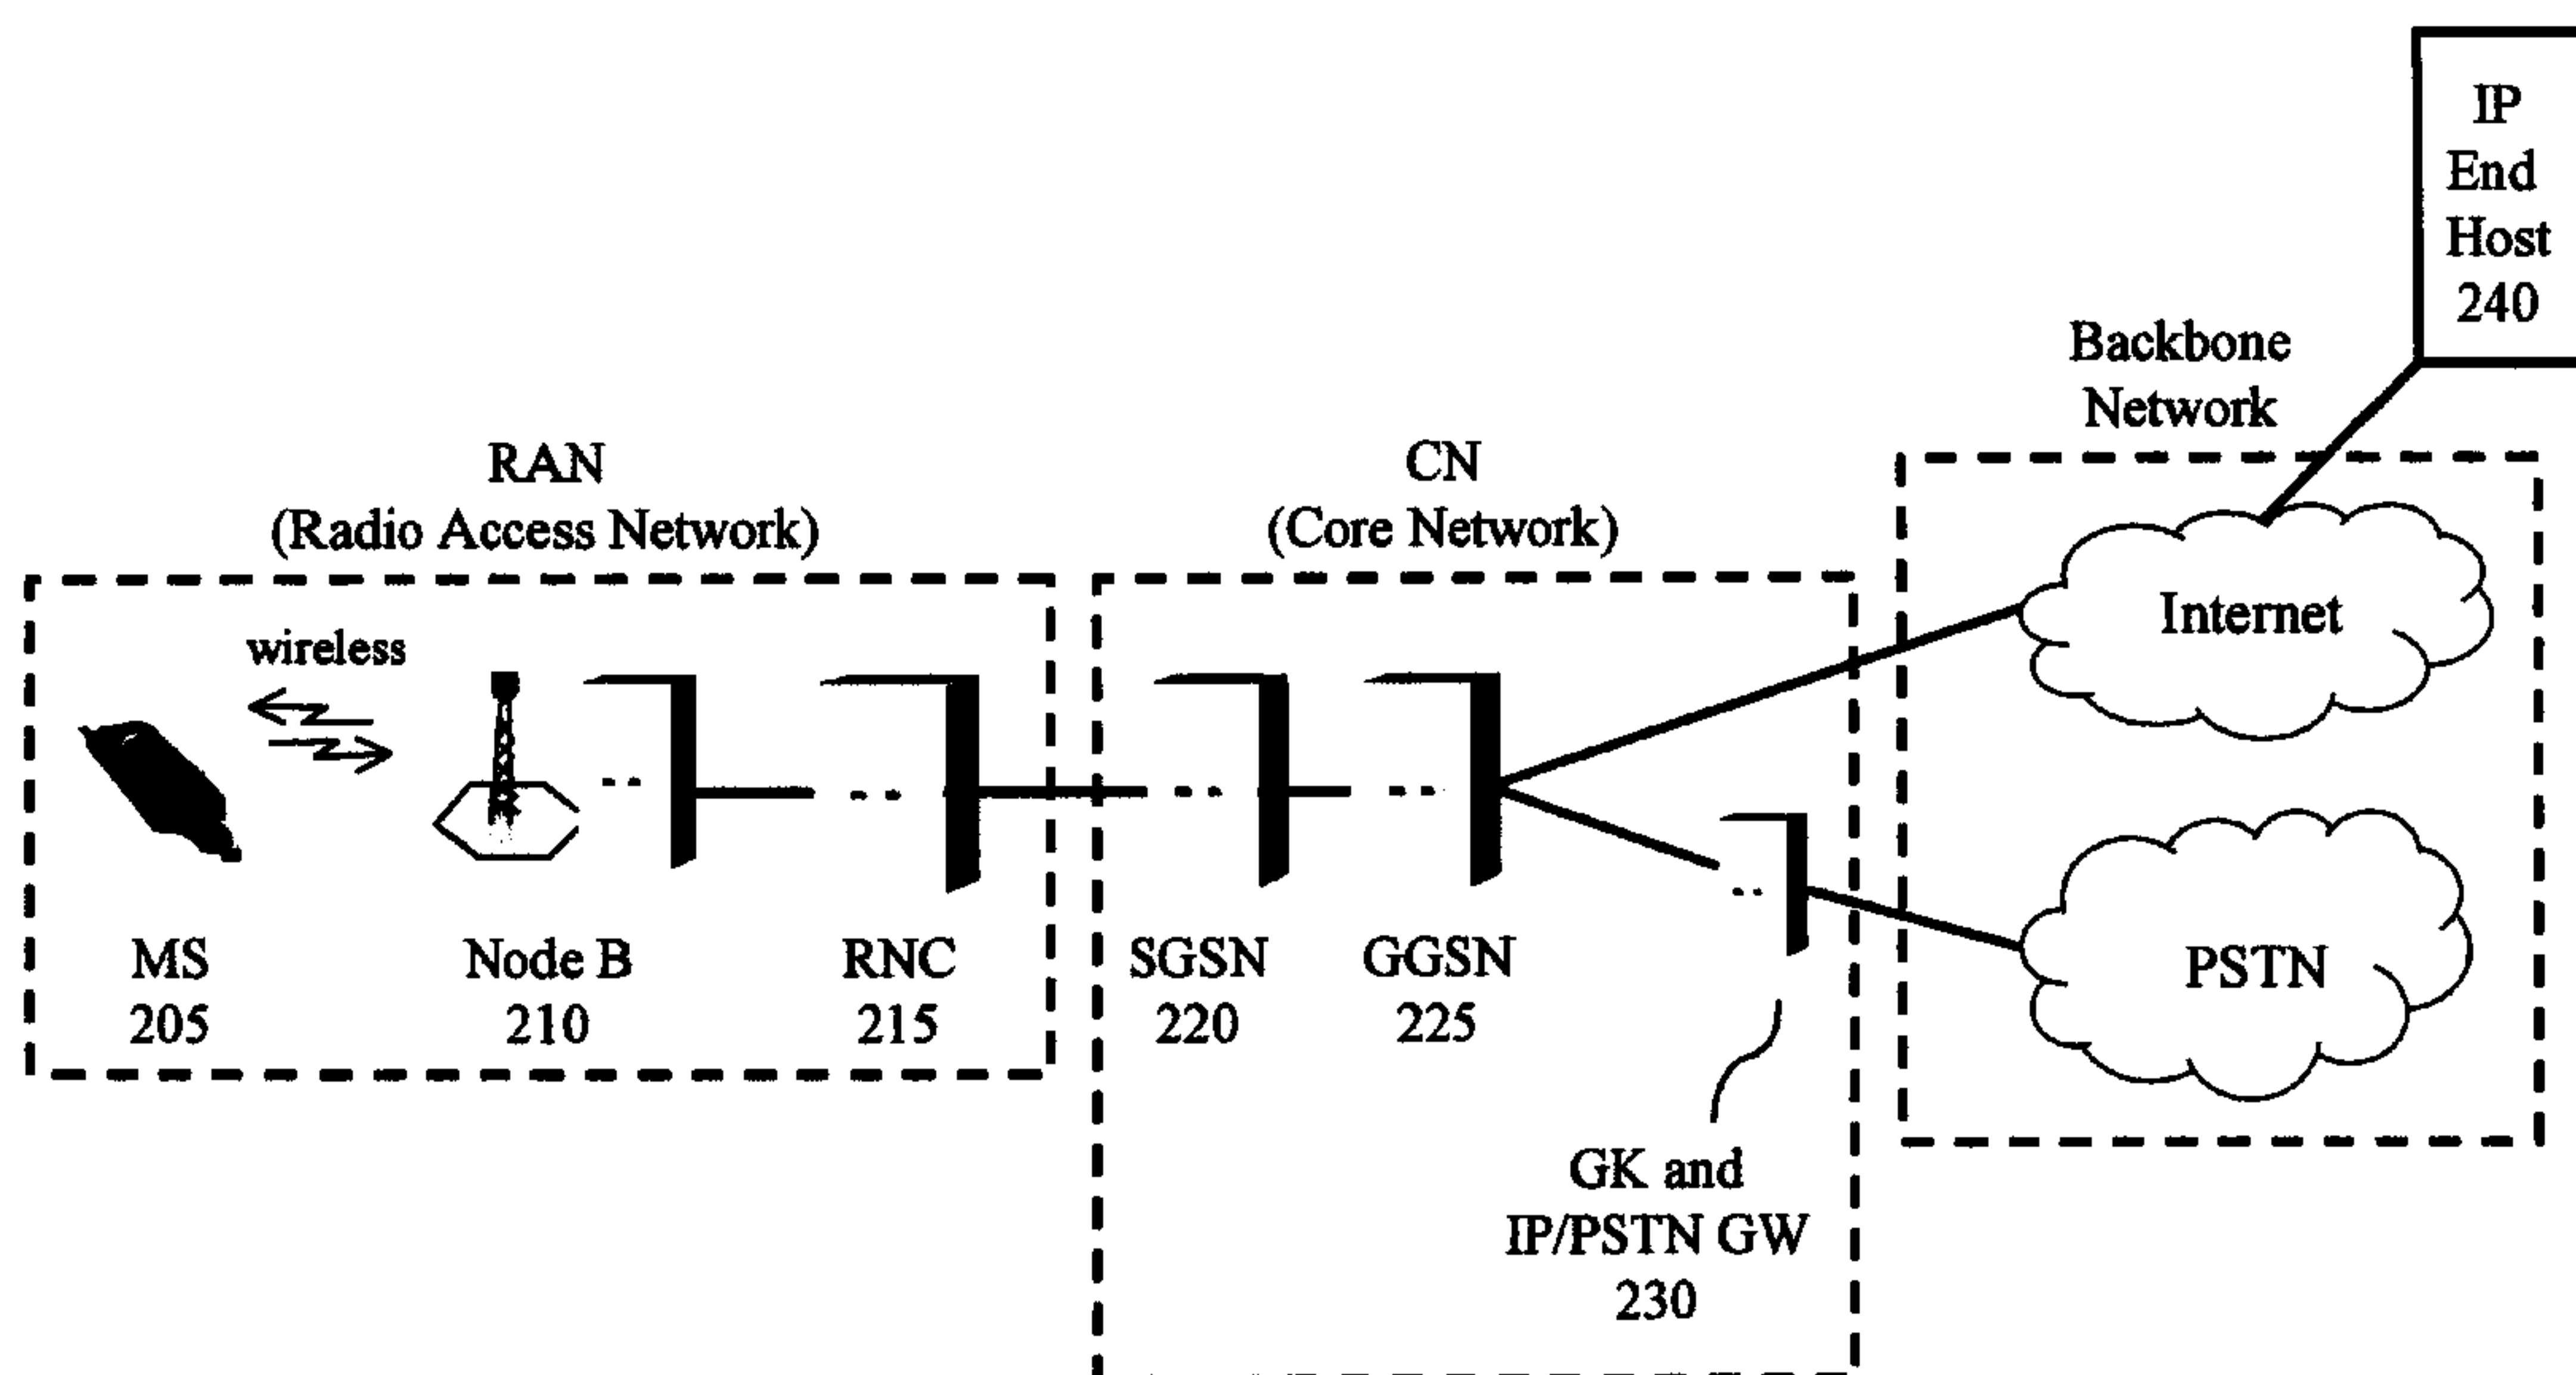 IP
End
Host
240
Backbone
Network
RAN
(Radio Access Network)
CN
(Core Network)
wireless
Internet
MS
205
Node B
210
RNC
215
SGSN
220
GGSN
225
PSTN
GK and
IP/PSTN GW
230